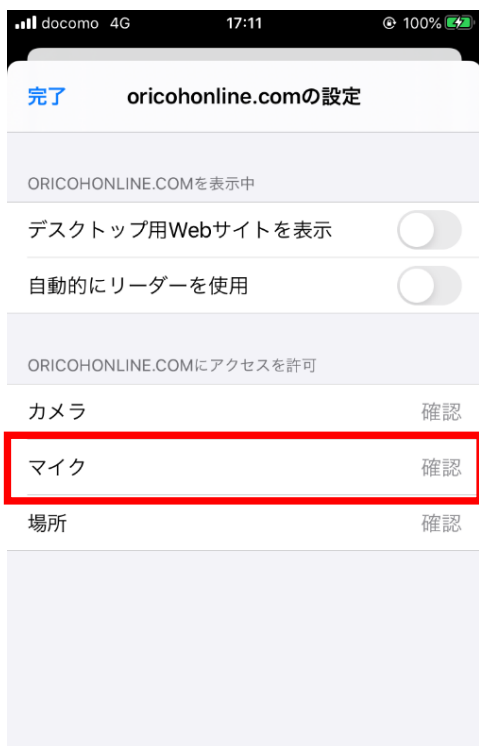 docomo 4G 17:11 100%
完了 oricohonline.comの設定
ORICOHONLINE.COMを表示中
デスクトップ用Webサイトを表示
自動的にリーダーを使用
ORICOHONLINE.COMにアクセスを許可
カメラ 確認
マイク 確認
場所 確認